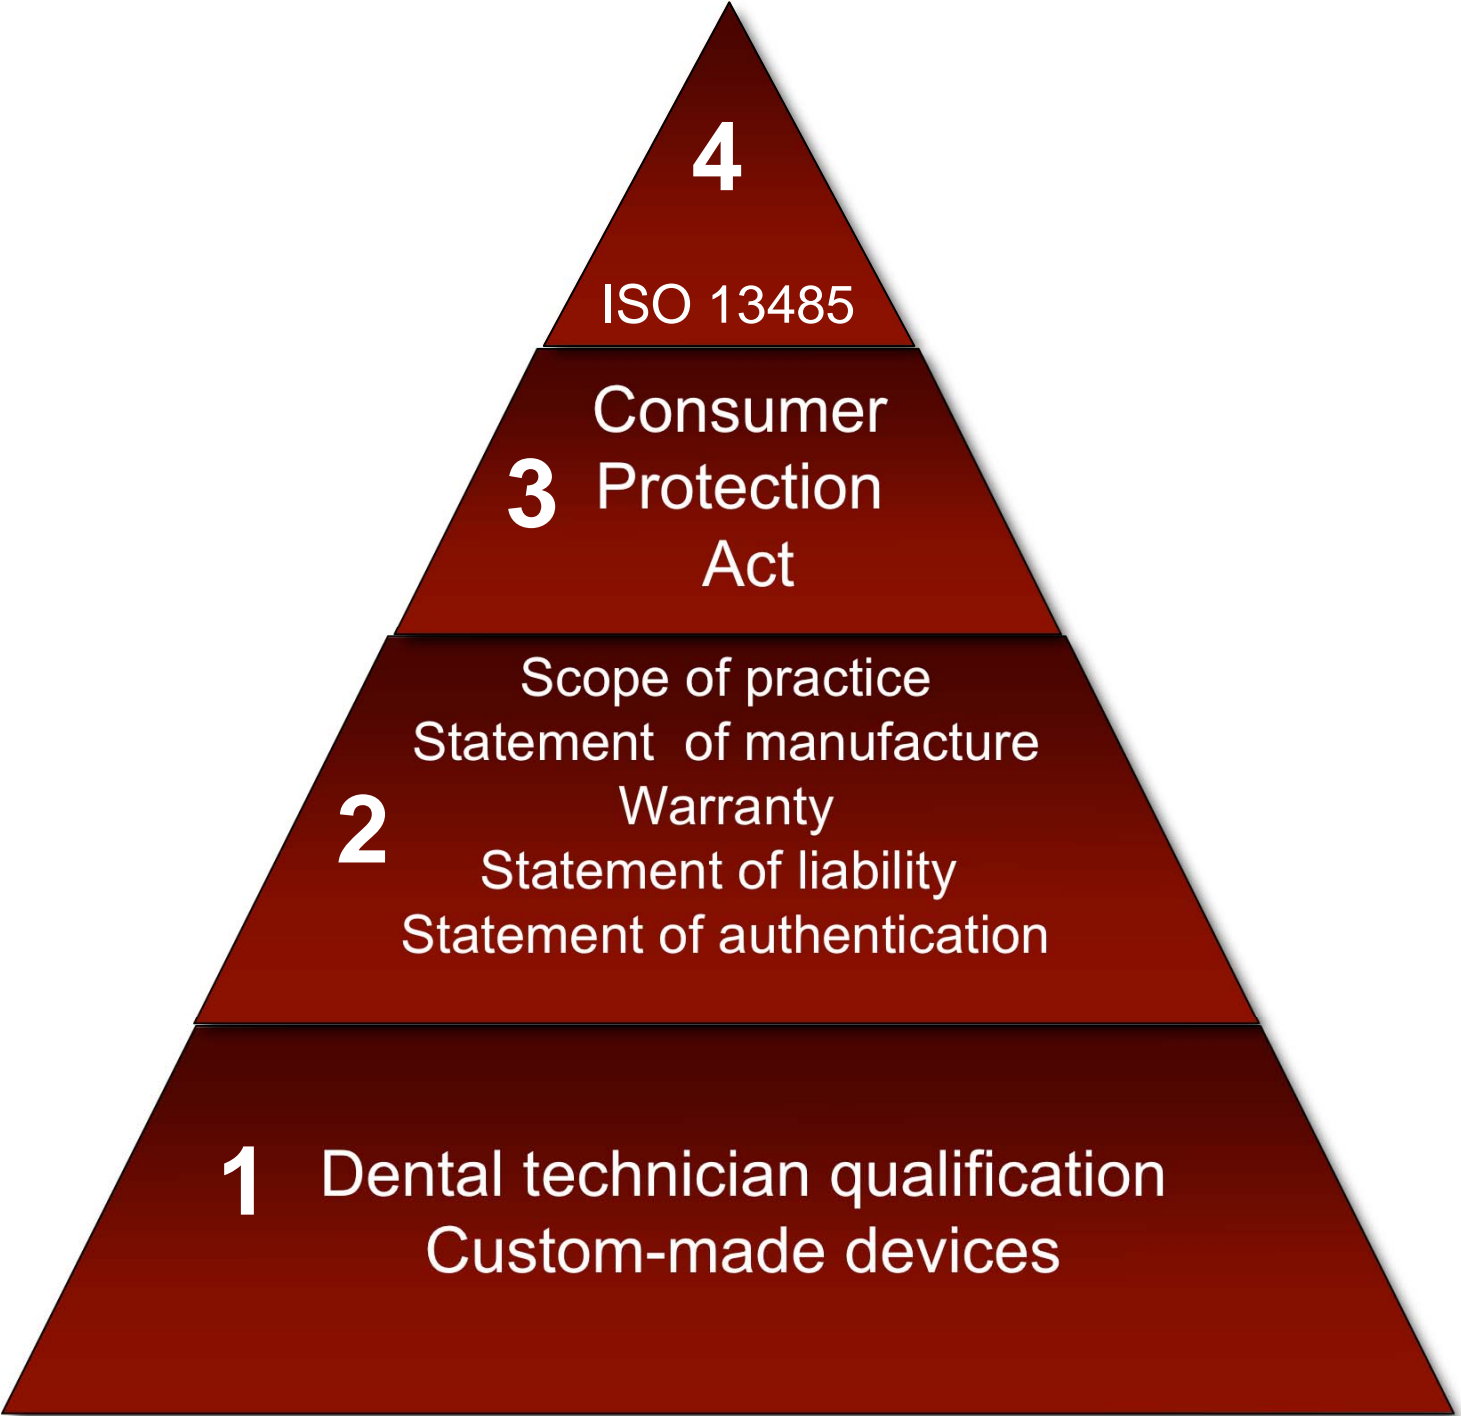 4
ISO 13485
Consumer
3 Protection
Act
Scope of practice
Statement of manufacture
Warranty
2
Statement of liability
Statement of authentication
1 Dental technician qualification
Custom-made devices